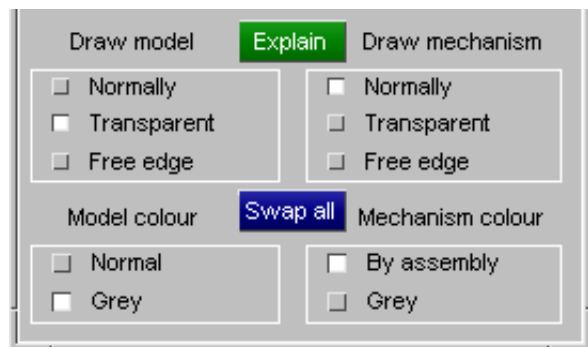 Draw model Explain Draw mechanism
Normally Normally
Transparent Transparent
Free edge Free edge
Model colour Swap all Mechanism colour
Normal By assembly
Grey Grey